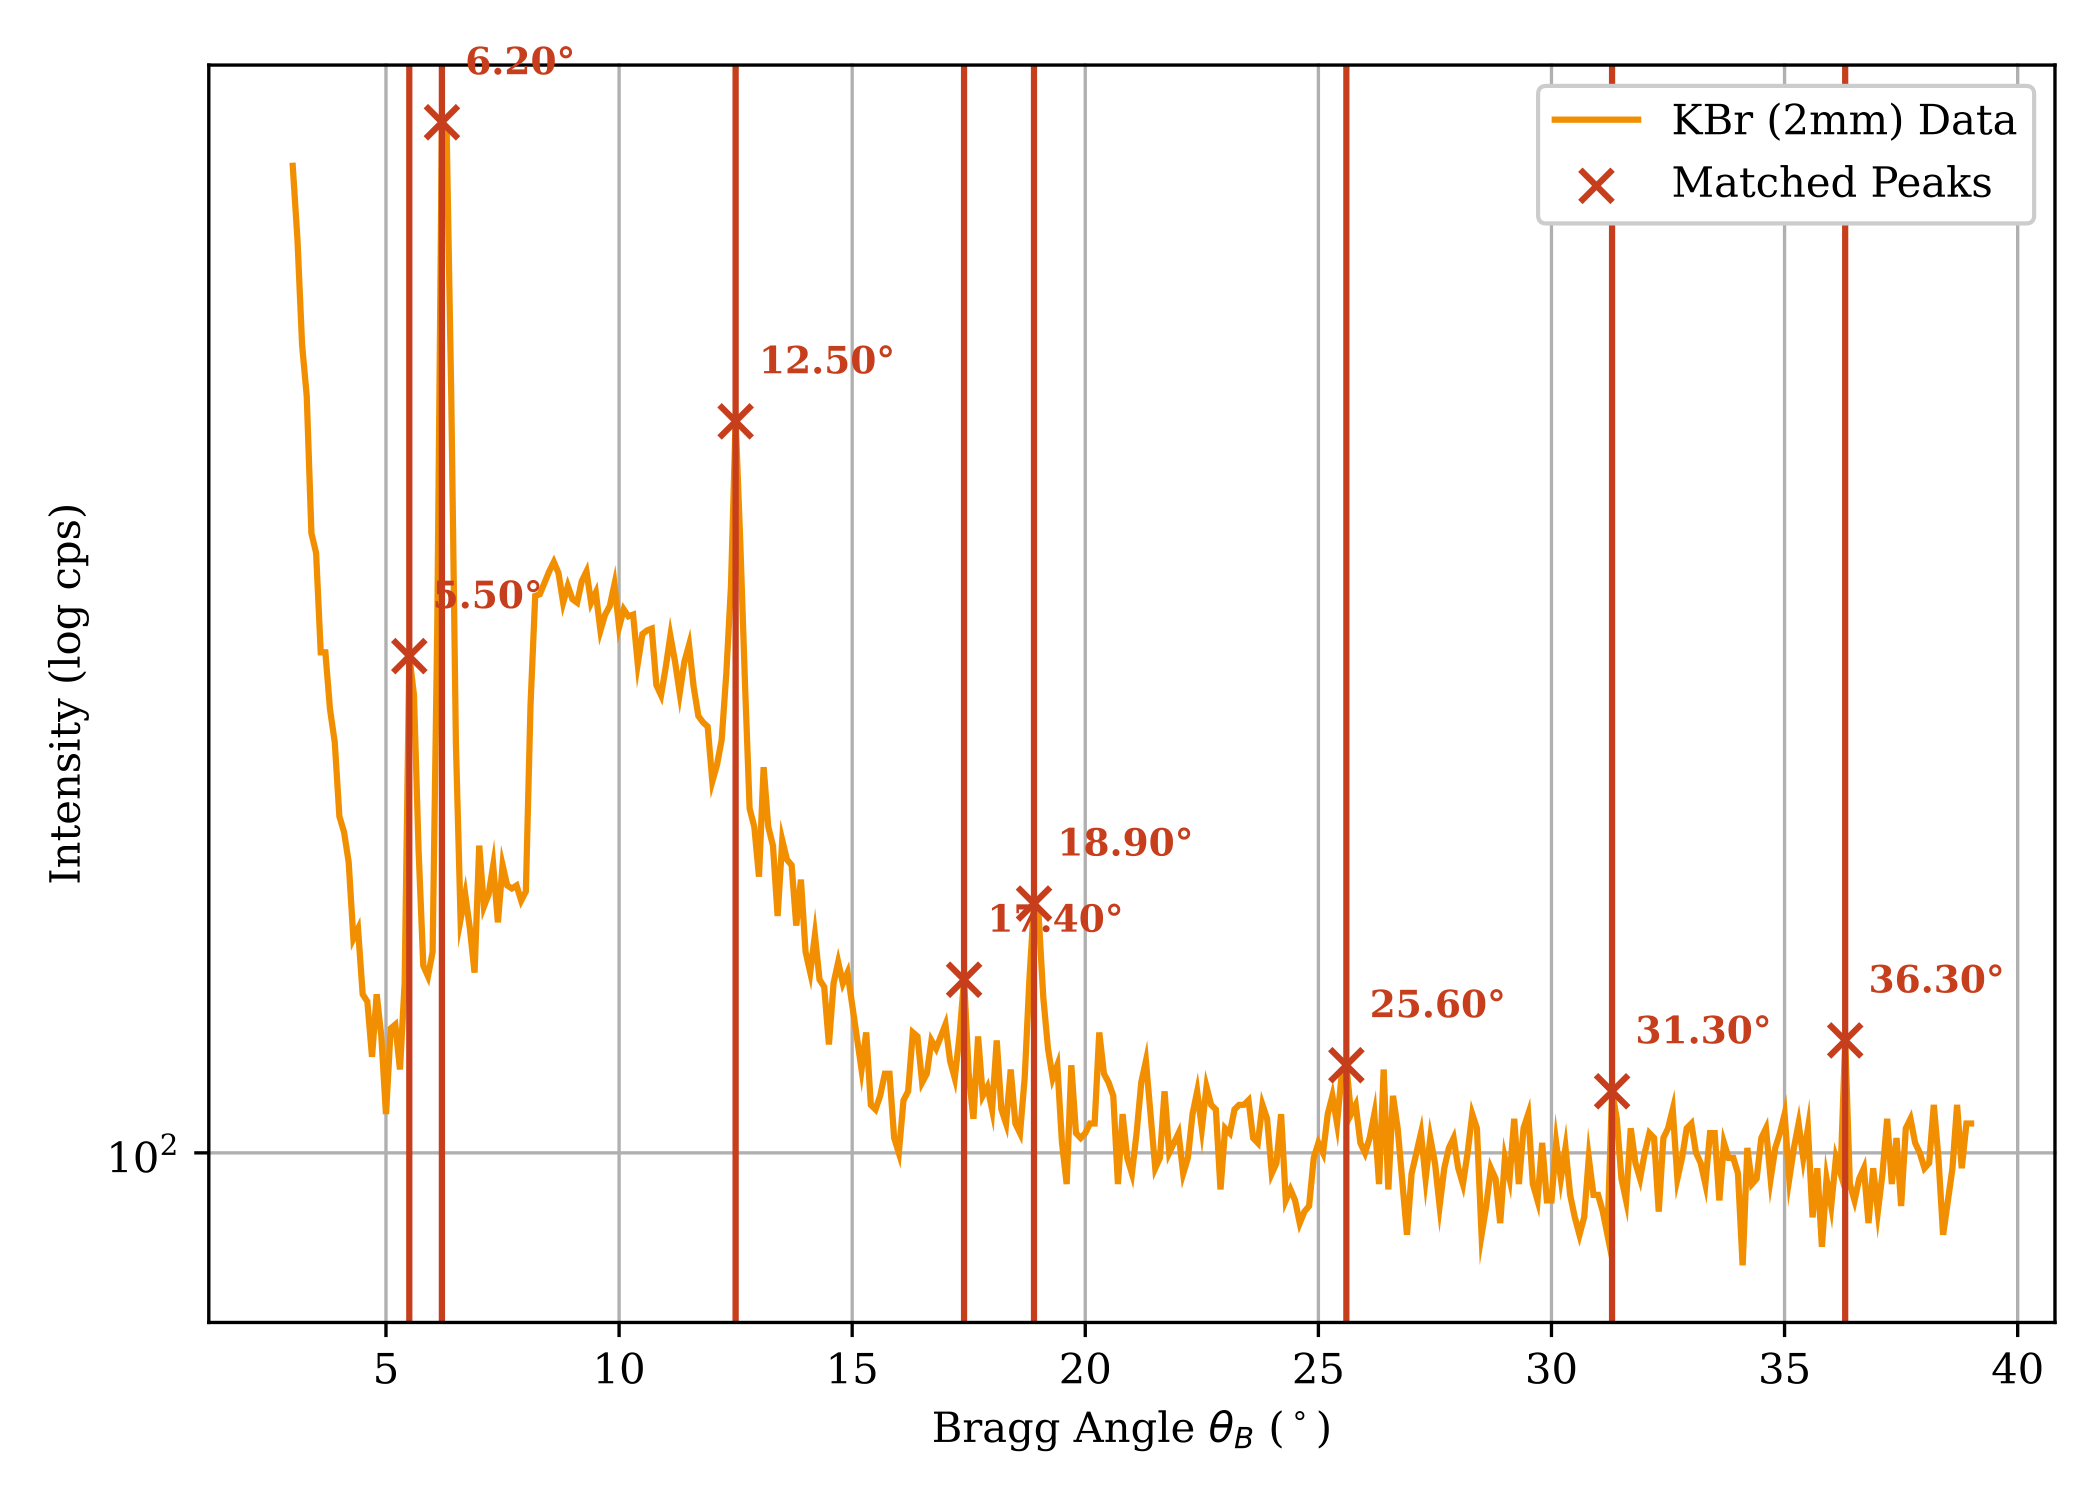 6.20°
KBr (2mm) Data
Matched Peaks
12.50°
5.50°
18.90°
17.40°
36.30°
25.60°
31.30°
Intensity (log cps)
10²
5 10 15 20 25 30 35 40
Bragg Angle θ_B (°)